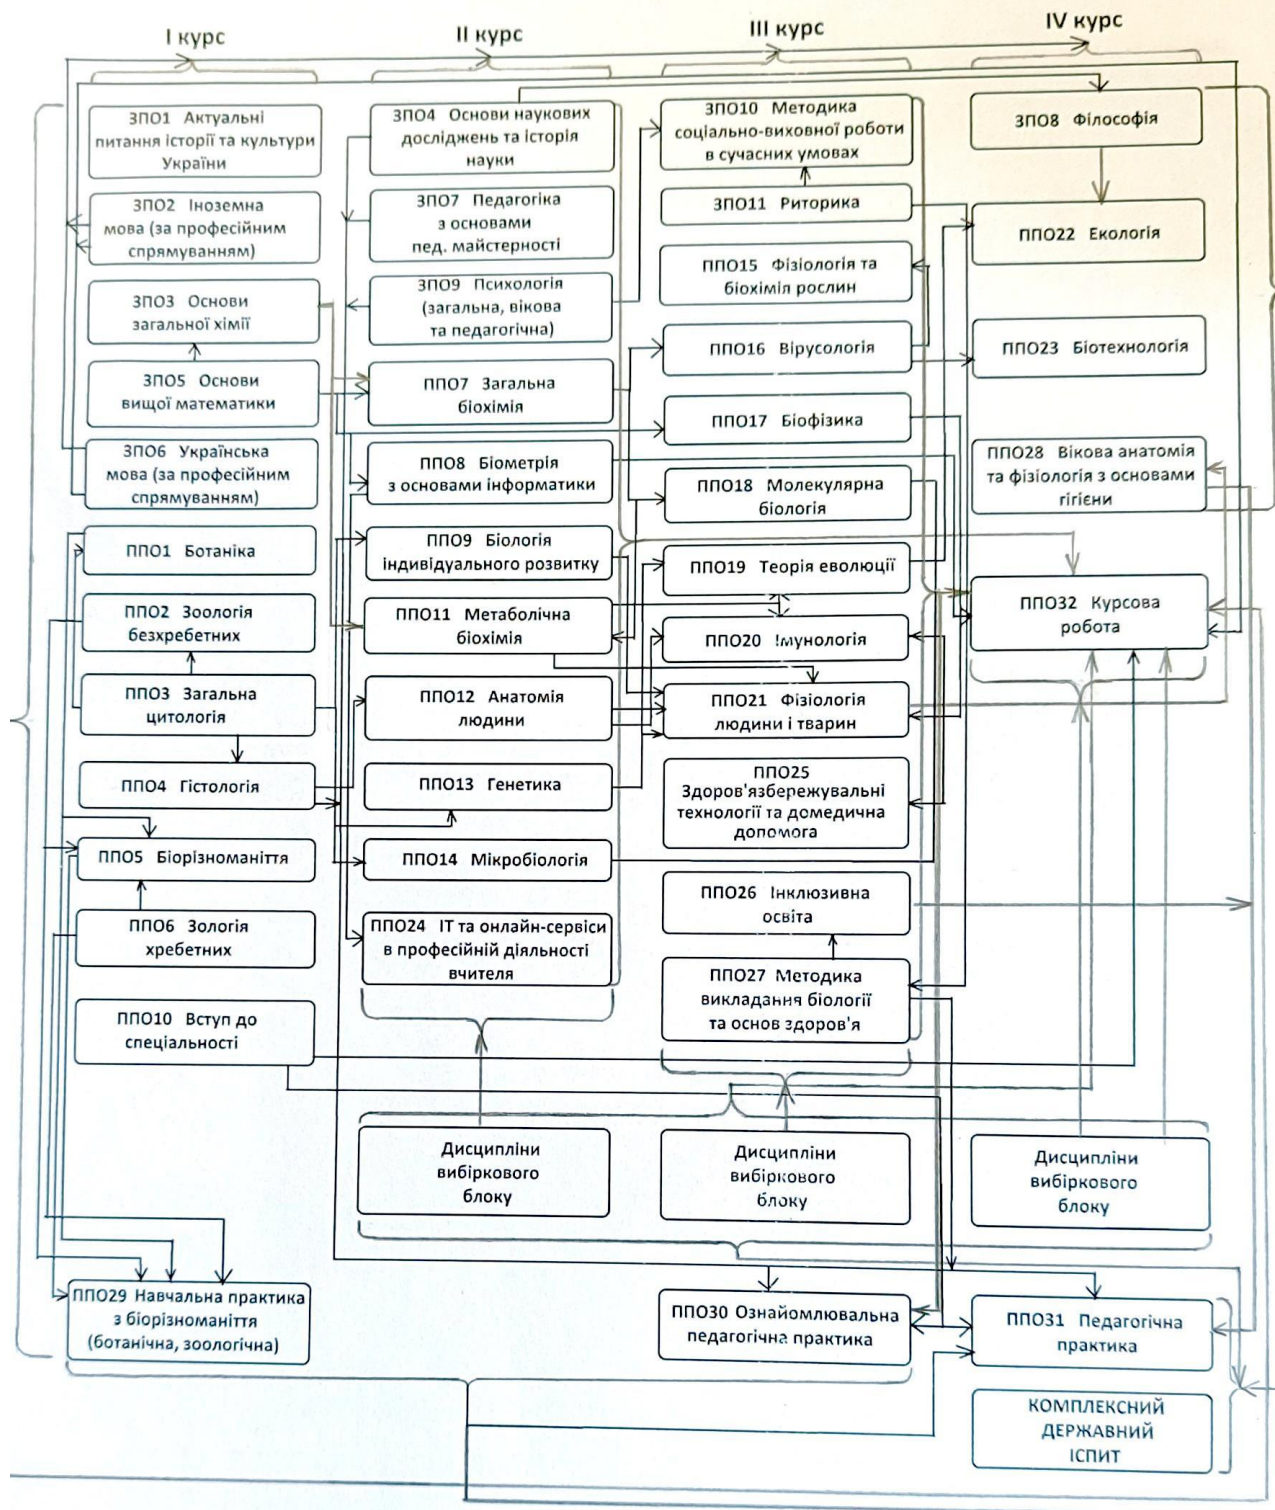 I курс
II курс
III курс
IV курс
ЗПО1 Актуальні
питання історії та культури
України
ЗПО2 Іноземна
мова (за професійним
спрямуванням)
ЗПО3 Основи
загальної хімії
ЗПО5 Основи
вищої математики
ЗПО6 Українська
мова (за професійним
спрямуванням)
ППО1 Ботаніка
ППО2 Зоологія
безхребетних
ППО3 Загальна
цитологія
ППО4 Гістологія
ППО5 Біорізноманіття
ППО6 Зологія
хребетних
ППО10 Вступ до
спеціальності
ППО29 Навчальна практика
з біорізноманіття
(ботанічна, зоологічна)
ЗПО4 Основи наукових
досліджень та історія
науки
ЗПО7 Педагогіка
з основами
пед. майстерності
ЗПО9 Психологія
(загальна, вікова
та педагогічна)
ППО7 Загальна
біохімія
ППО8 Біометрія
з основами інформатики
ППО9 Біологія
індивідуального розвитку
ППО11 Метаболічна
біохімія
ППО12 Анатомія
людини
ППО13 Генетика
ППО14 Мікробіологія
ППО24 ІТ та онлайн-сервіси
в професійній діяльності
вчителя
Дисципліни
вибіркового
блоку
ЗПО10 Методика
соціально-виховної роботи
в сучасних умовах
ЗПО11 Риторика
ППО15 Фізіологія та
біохімія рослин
ППО16 Вірусологія
ППО17 Біофізика
ППО18 Молекулярна
біологія
ППО19 Теорія еволюції
ППО20 Імунологія
ППО21 Фізіологія
людини і тварин
ППО25
Здоров'язбережувальні
технології та домедична
допомога
ППО26 Інклюзивна
освіта
ППО27 Методика
викладання біології
та основ здоров'я
Дисципліни
вибіркового
блоку
ППО30 Ознайомлювальна
педагогічна практика
ЗПО8 Філософія
ППО22 Екологія
ППО23 Біотехнологія
ППО28 Вікова анатомія
та фізіологія з основами
гігієни
ППО32 Курсова
робота
Дисципліни
вибіркового
блоку
ППО31 Педагогічна
практика
КОМПЛЕКСНИЙ
ДЕРЖАВНИЙ
ІСПИТ